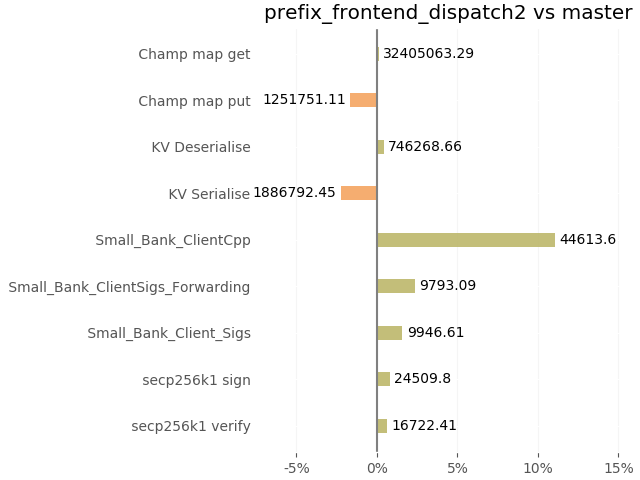 prefix_frontend_dispatch2 vs master
Champ map get 32405063.29
Champ map put 1251751.11
KV Deserialise 746268.66
KV Serialise 1886792.45
Small_Bank_ClientCpp 44613.6
Small_Bank_ClientSigs_Forwarding 9793.09
Small_Bank_Client_Sigs 9946.61
secp256k1 sign 24509.8
secp256k1 verify 16722.41
-5% 0% 5% 10% 15%